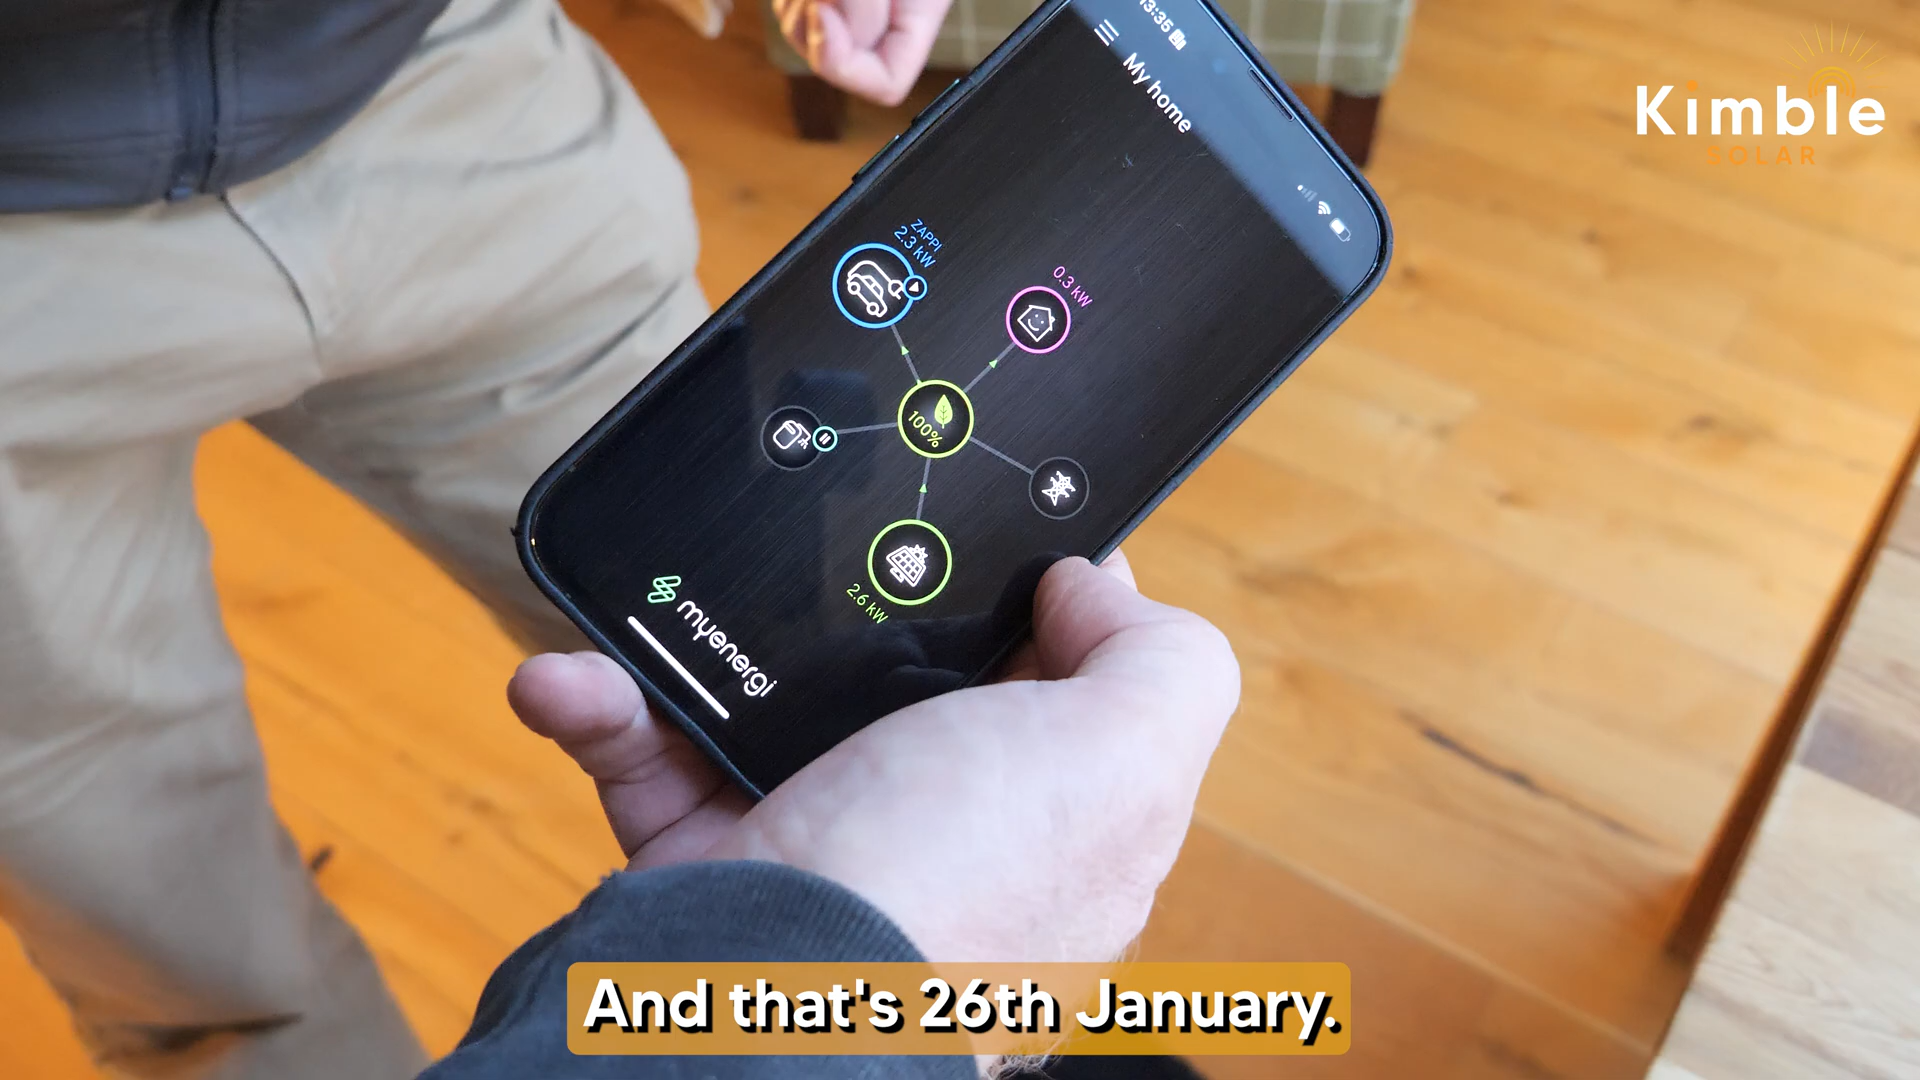 13:35
My home
Kimble
SOLAR
ZAPPI
2.3 kW
0.3 kW
100%
2.6 kW
myenergi
And that's 26th January.